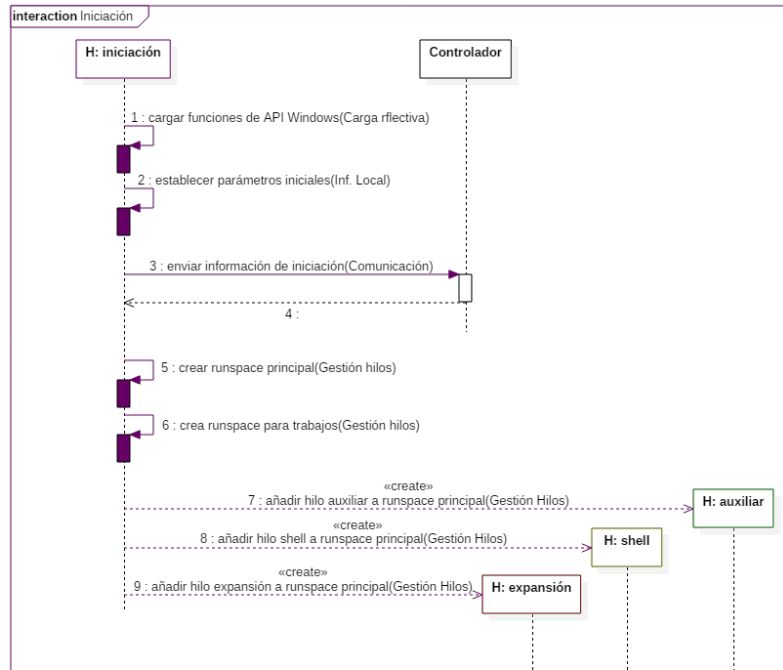 interaction Iniciación
H: iniciación
Controlador
1 : cargar funciones de API Windows(Carga rflectiva)
2 : establecer parámetros iniciales(Inf. Local)
3 : enviar información de iniciación(Comunicación)
4 :
5 : crear runspace principal(Gestión hilos)
6 : crea runspace para trabajos(Gestión hilos)
«create»
7 : añadir hilo auxiliar a runspace principal(Gestión Hilos)
H: auxiliar
«create»
8 : añadir hilo shell a runspace principal(Gestión Hilos)
H: shell
«create»
9 : añadir hilo expansión a runspace principal(Gestión Hilos)
H: expansión